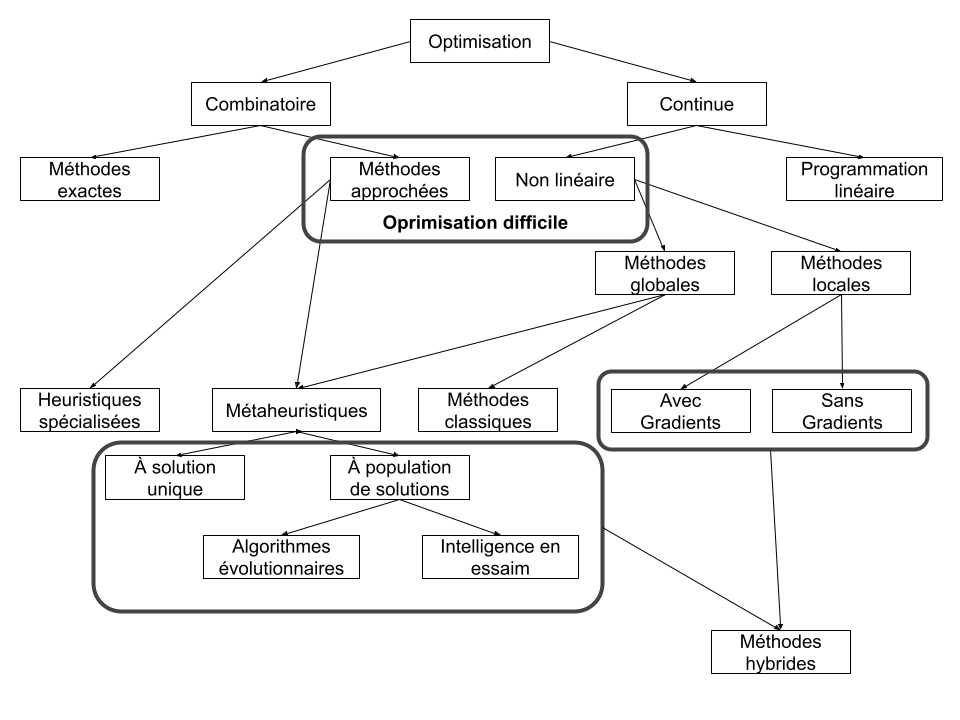 Optimisation
Combinatoire
Continue
Méthodes
exactes
Méthodes
approchées
Non linéaire
Programmation
linéaire
Oprimisation difficile
Méthodes
globales
Méthodes
locales
Heuristiques
spécialisées
Métaheuristiques
Méthodes
classiques
Avec
Gradients
Sans
Gradients
À solution
unique
À population
de solutions
Algorithmes
évolutionnaires
Intelligence en
essaim
Méthodes
hybrides